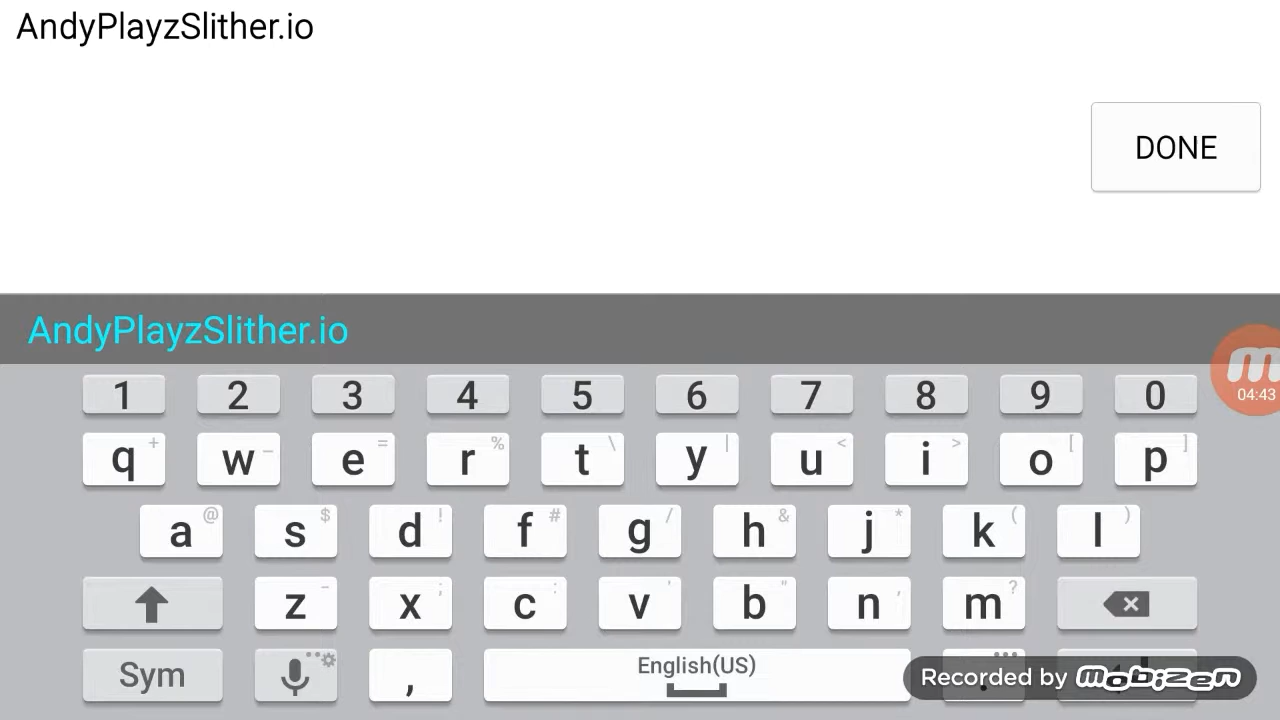 AndyPlayzSlither.io
DONE
AndyPlayzSlither.io
04:43
1 2 3 4 5 6 7 8 9 0
q + w e = r % t \ y | u < i > o [ p ]
a @ s $ d ! f # g / h & j * k ( l )
z x ; c : v ' b " n , m ?
Sym , English(US)
Recorded by mobizen